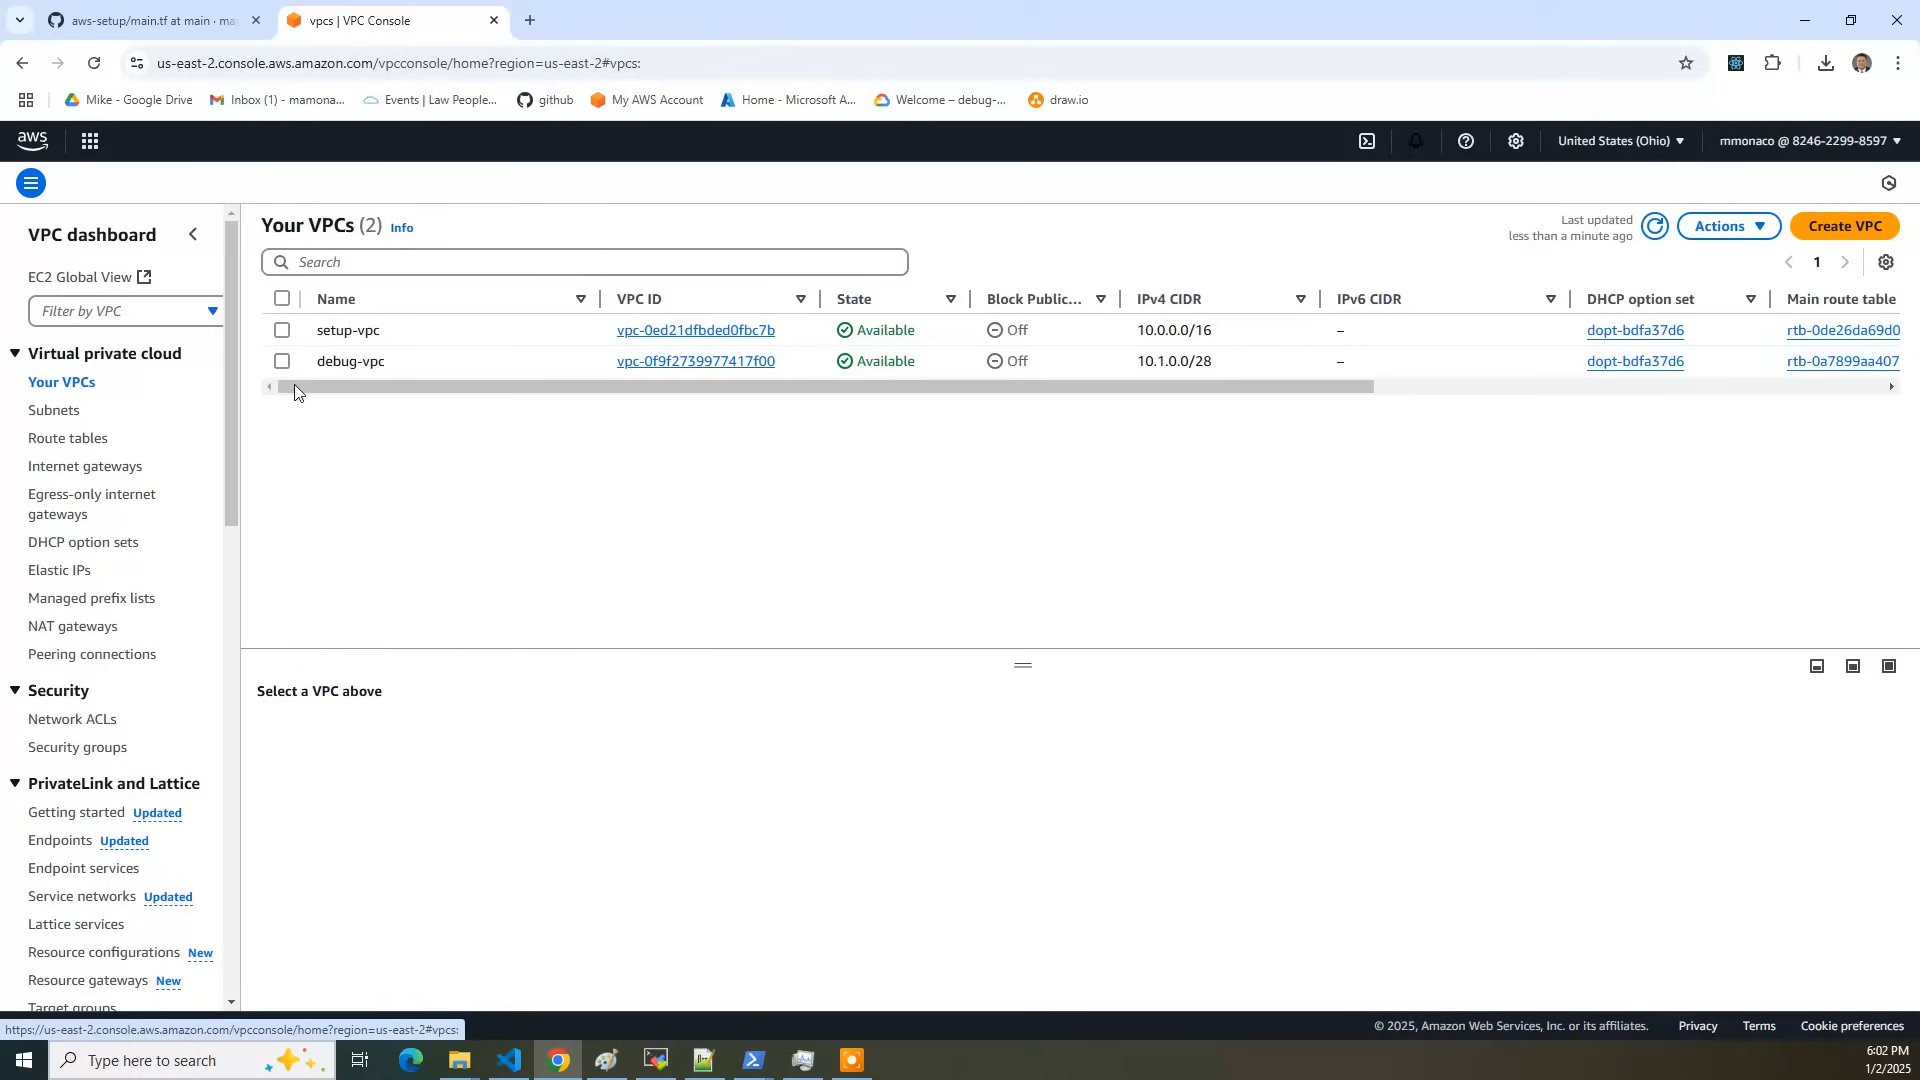 aws-setup/main.tf at main · ma
vpcs | VPC Console
us-east-2.console.aws.amazon.com/vpcconsole/home?region=us-east-2#vpcs:
Mike - Google Drive
Inbox (1) - mamona...
Events | Law People...
github
My AWS Account
Home - Microsoft A...
Welcome – debug-...
draw.io
aws
United States (Ohio)
mmonaco @ 8246-2299-8597
VPC dashboard
EC2 Global View
Filter by VPC
Virtual private cloud
Your VPCs
Subnets
Route tables
Internet gateways
Egress-only internet
gateways
DHCP option sets
Elastic IPs
Managed prefix lists
NAT gateways
Peering connections
Security
Network ACLs
Security groups
PrivateLink and Lattice
Getting started Updated
Endpoints Updated
Endpoint services
Service networks Updated
Lattice services
Resource configurations New
Resource gateways New
Target groups
Your VPCs (2) Info
Last updated
less than a minute ago
Actions
Create VPC
Search
1
Name VPC ID State Block Public... IPv4 CIDR IPv6 CIDR DHCP option set Main route table
setup-vpc vpc-0ed21dfbded0fbc7b Available Off 10.0.0.0/16 – dopt-bdfa37d6 rtb-0de26da69d0
debug-vpc vpc-0f9f2739977417f00 Available Off 10.1.0.0/28 – dopt-bdfa37d6 rtb-0a7899aa407
Select a VPC above
https://us-east-2.console.aws.amazon.com/vpcconsole/home?region=us-east-2#vpcs:
© 2025, Amazon Web Services, Inc. or its affiliates. Privacy Terms Cookie preferences
Type here to search
6:02 PM
1/2/2025